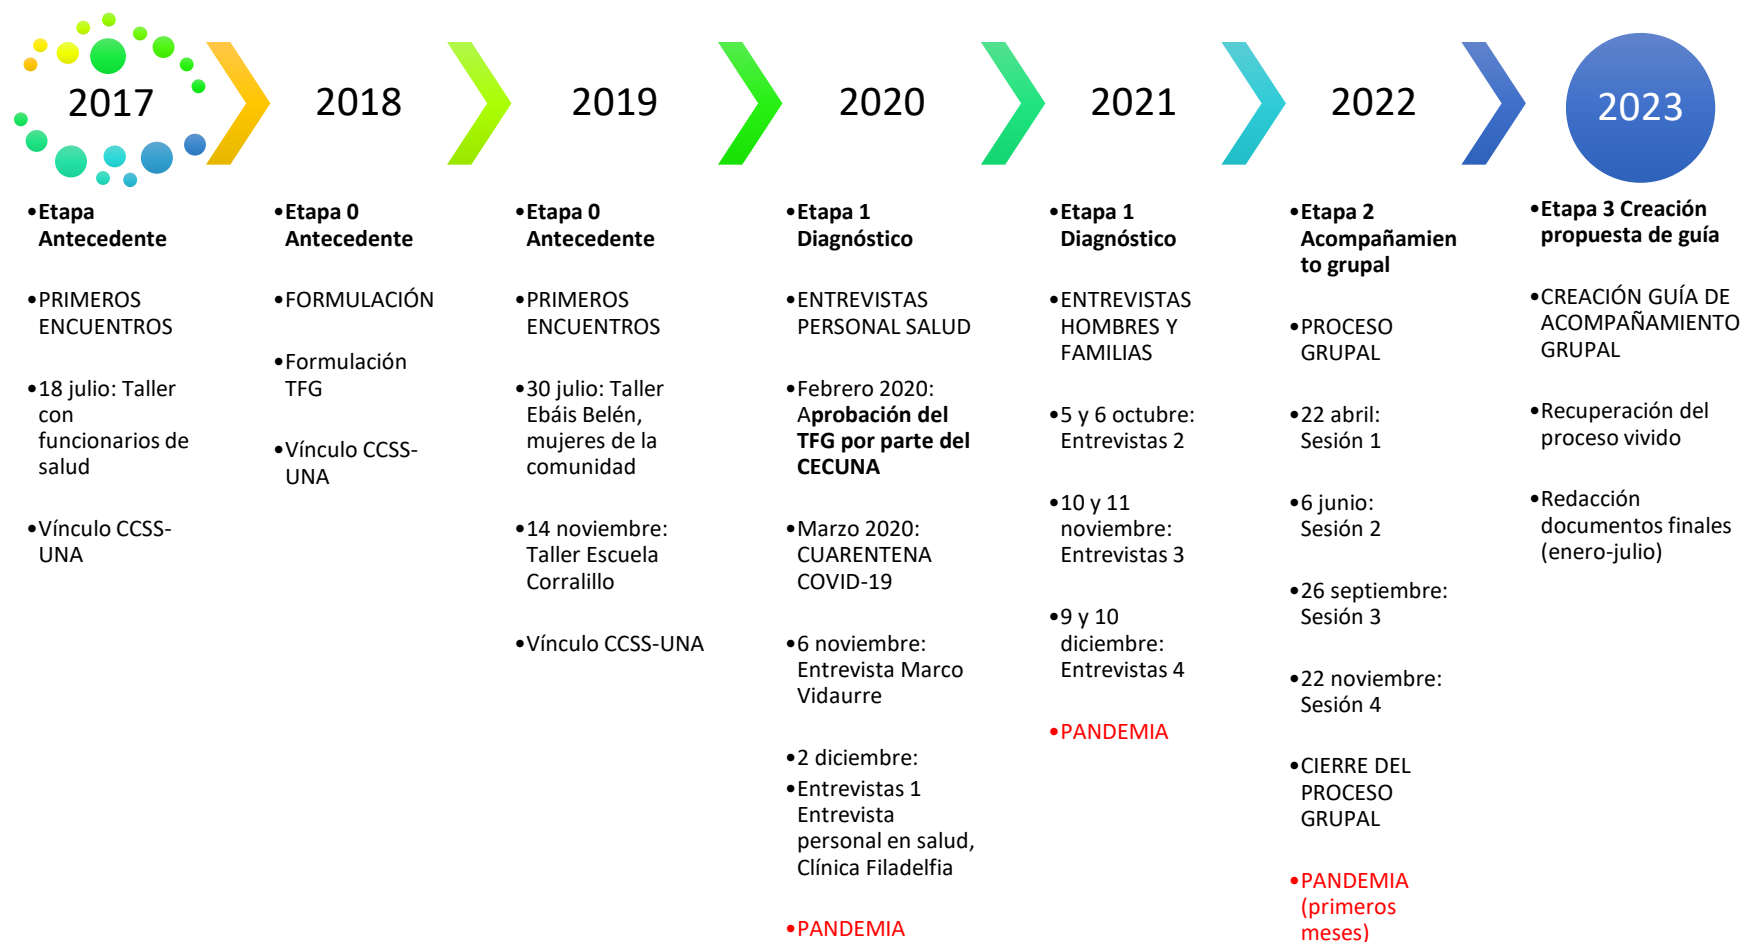 2017
2018
2019
2020
2021
2022
2023
•Etapa
Antecedente
•PRIMEROS
ENCUENTROS
•18 julio: Taller
con
funcionarios de
salud
•Vínculo CCSS-
UNA
•Etapa 0
Antecedente
•FORMULACIÓN
•Formulación
TFG
•Vínculo CCSS-
UNA
•Etapa 0
Antecedente
•PRIMEROS
ENCUENTROS
•30 julio: Taller
Ebáis Belén,
mujeres de la
comunidad
•14 noviembre:
Taller Escuela
Corralillo
•Vínculo CCSS-UNA
•Etapa 1
Diagnóstico
•ENTREVISTAS
PERSONAL SALUD
•Febrero 2020:
Aprobación del
TFG por parte del
CECUNA
•Marzo 2020:
CUARENTENA
COVID-19
•6 noviembre:
Entrevista Marco
Vidaurre
•2 diciembre:
•Entrevistas 1
Entrevista
personal en salud,
Clínica Filadelfia
•PANDEMIA
•Etapa 1
Diagnóstico
•ENTREVISTAS
HOMBRES Y
FAMILIAS
•5 y 6 octubre:
Entrevistas 2
•10 y 11
noviembre:
Entrevistas 3
•9 y 10
diciembre:
Entrevistas 4
•PANDEMIA
•Etapa 2
Acompañamien
to grupal
•PROCESO
GRUPAL
•22 abril:
Sesión 1
•6 junio:
Sesión 2
•26 septiembre:
Sesión 3
•22 noviembre:
Sesión 4
•CIERRE DEL
PROCESO
GRUPAL
•PANDEMIA
(primeros
meses)
•Etapa 3 Creación
propuesta de guía
•CREACIÓN GUÍA DE
ACOMPAÑAMIENTO
GRUPAL
•Recuperación del
proceso vivido
•Redacción
documentos finales
(enero-julio)